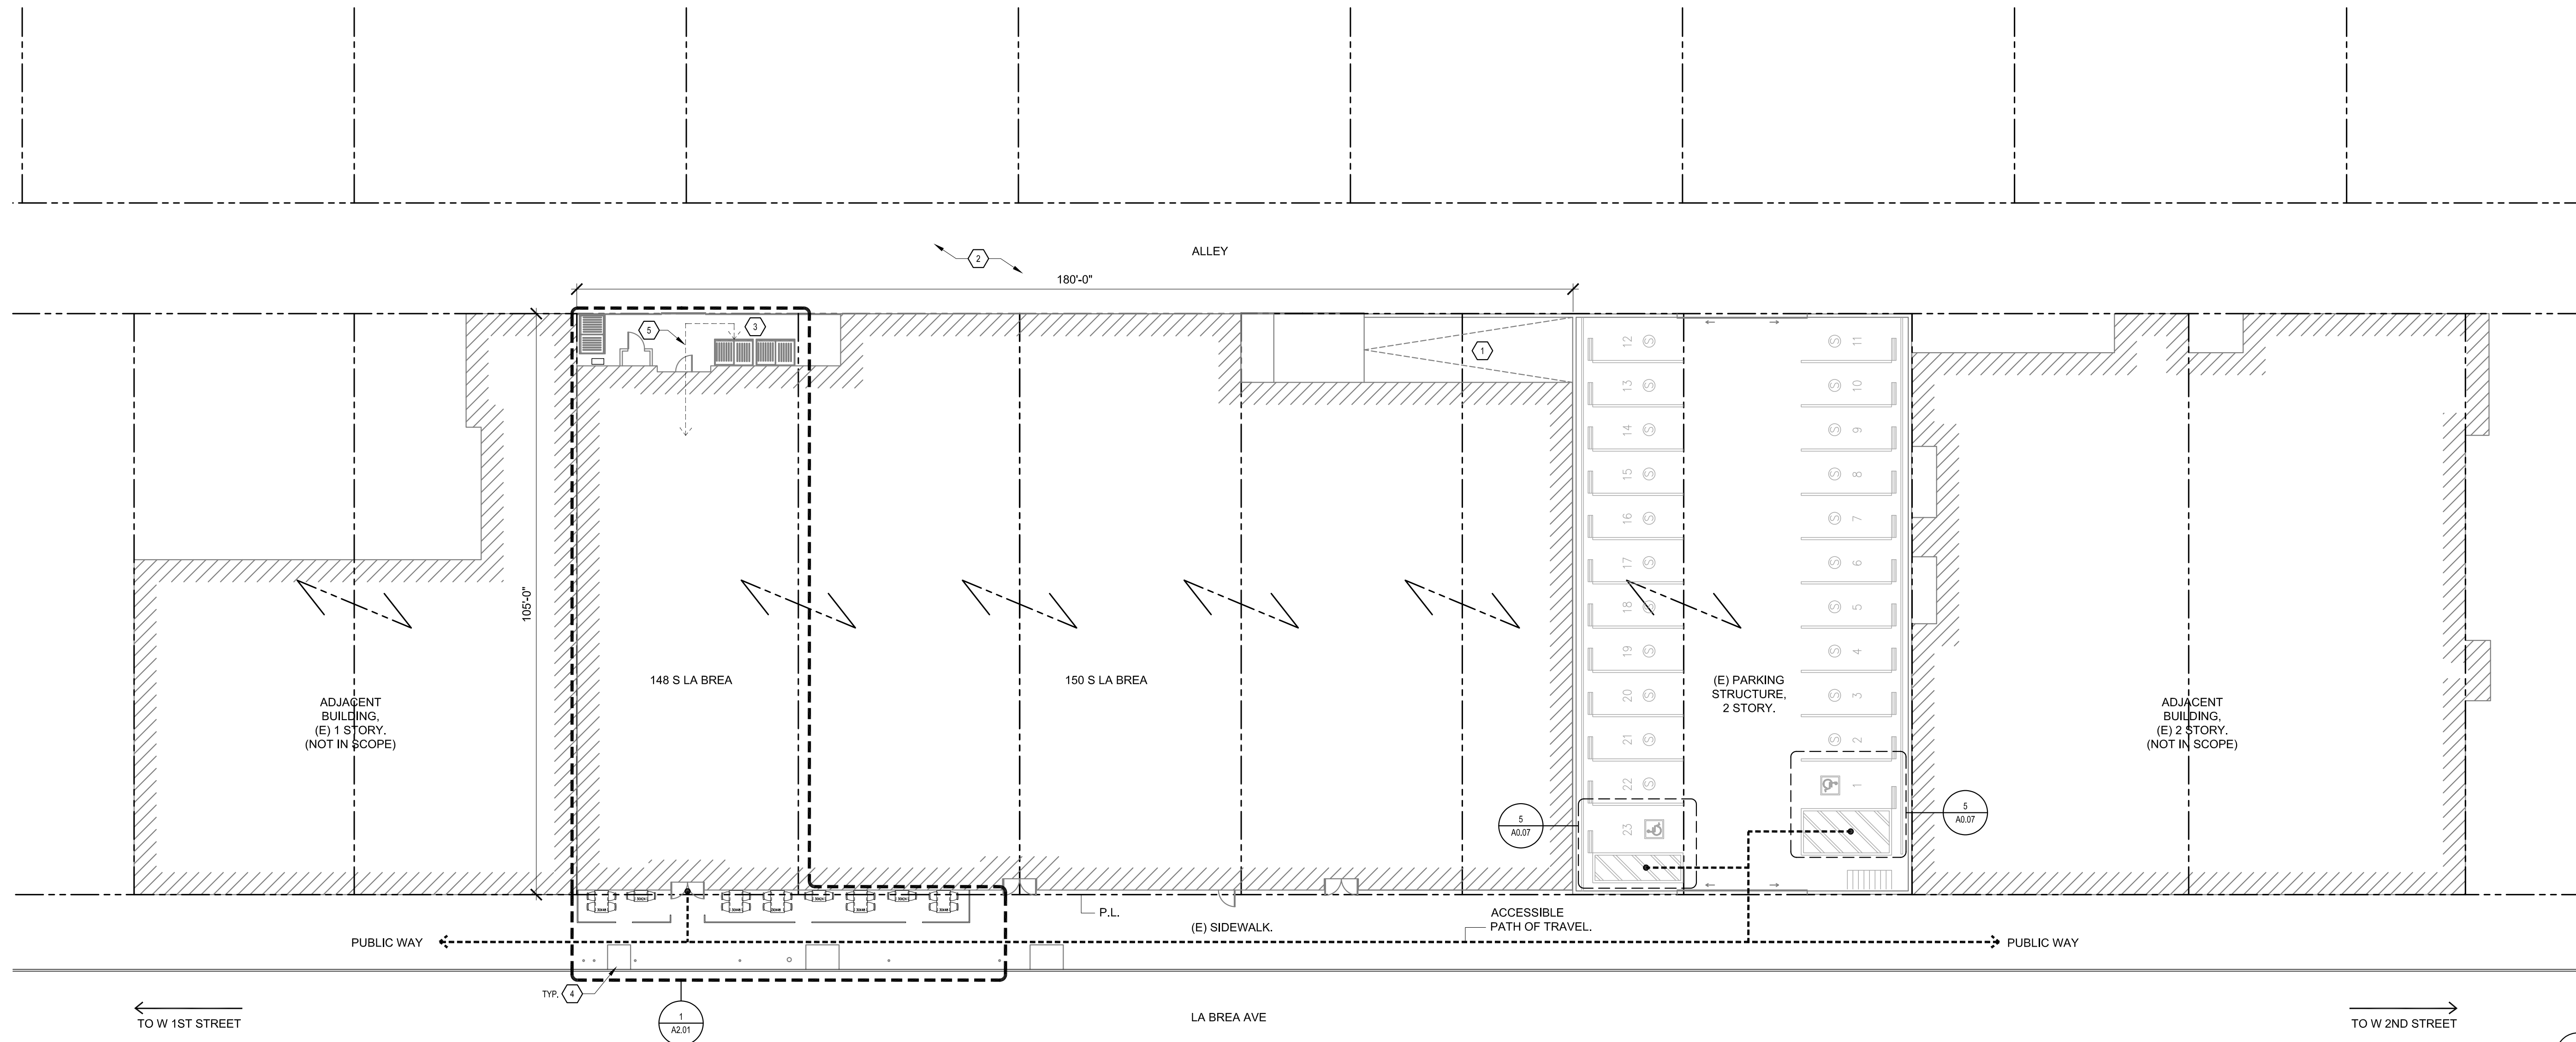 ALLEY
2
180'-0"
5
3
1
105'-0"
12 S
13 S
14 S
15 S
16 S
17 S
18 S
19 S
20 S
21 S
22 S
23
S 11
S 10
S 9
S 8
S 7
S 6
S 5
S 4
S 3
S 2
1
148 S LA BREA
150 S LA BREA
(E) PARKING
STRUCTURE,
2 STORY.
ADJACENT
BUILDING,
(E) 1 STORY.
(NOT IN SCOPE)
ADJACENT
BUILDING,
(E) 2 STORY.
(NOT IN SCOPE)
5
A0.07
5
A0.07
P.L.
(E) SIDEWALK.
ACCESSIBLE
PATH OF TRAVEL.
PUBLIC WAY
PUBLIC WAY
TYP.
4
1
A2.01
TO W 1ST STREET
LA BREA AVE
TO W 2ND STREET